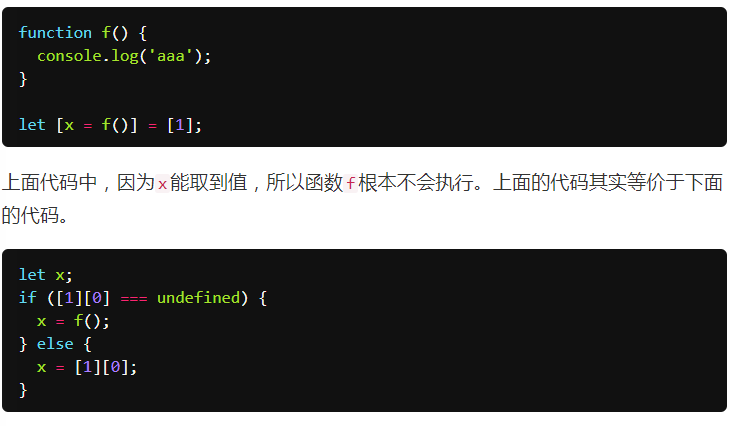 function f() {
  console.log('aaa');
}
let [x = f()] = [1];
上面代码中，因为x能取到值，所以函数f根本不会执行。上面的代码其实等价于下面
的代码。
let x;
if ([1][0] === undefined) {
  x = f();
} else {
  x = [1][0];
}